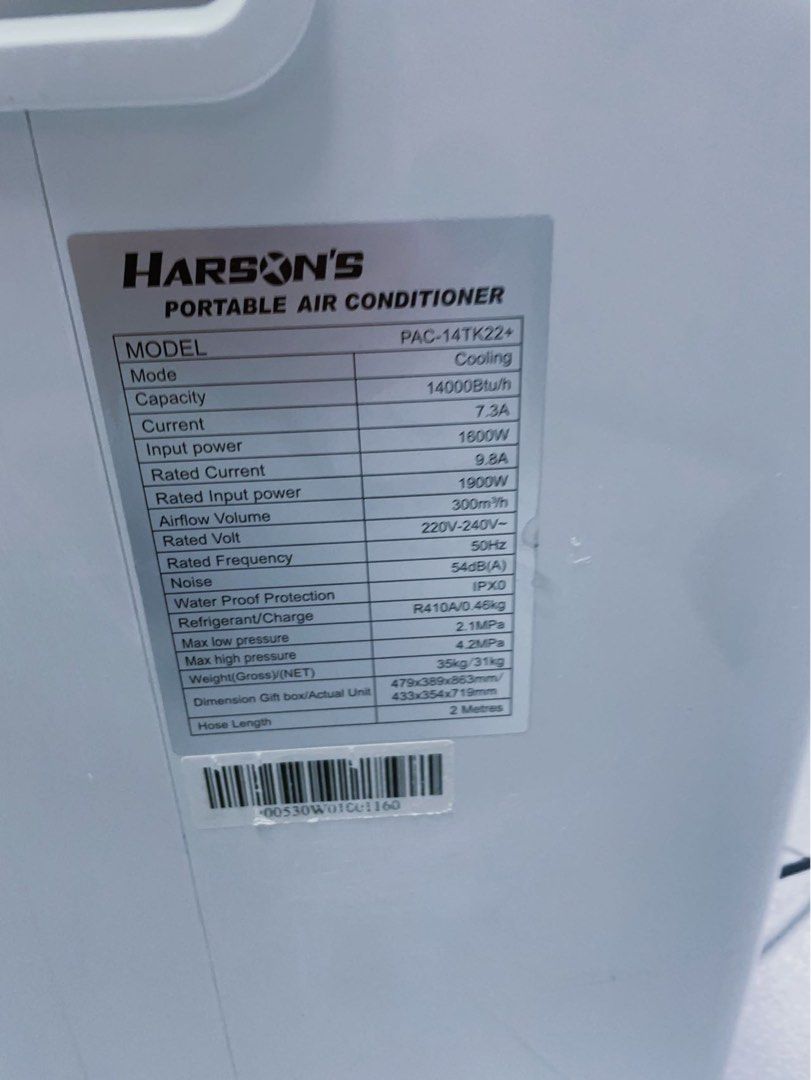 HARSON'S
PORTABLE AIR CONDITIONER
MODEL PAC-14TK22+
Mode Cooling
Capacity 14000Btu/h
Current 7.3A
Input power 1600W
Rated Current 9.8A
Rated Input power 1900W
Airflow Volume 300m³/h
Rated Volt 220V-240V~
Rated Frequency 50Hz
Noise 54dB(A)
Water Proof Protection IPX0
Refrigerant/Charge R410A/0.46kg
Max low pressure 2.1MPa
Max high pressure 4.2MPa
Weight(Gross)/(NET) 35kg/31kg
Dimension Gift box/Actual Unit 479x389x863mm/
433x354x719mm
Hose Length 2 Metres